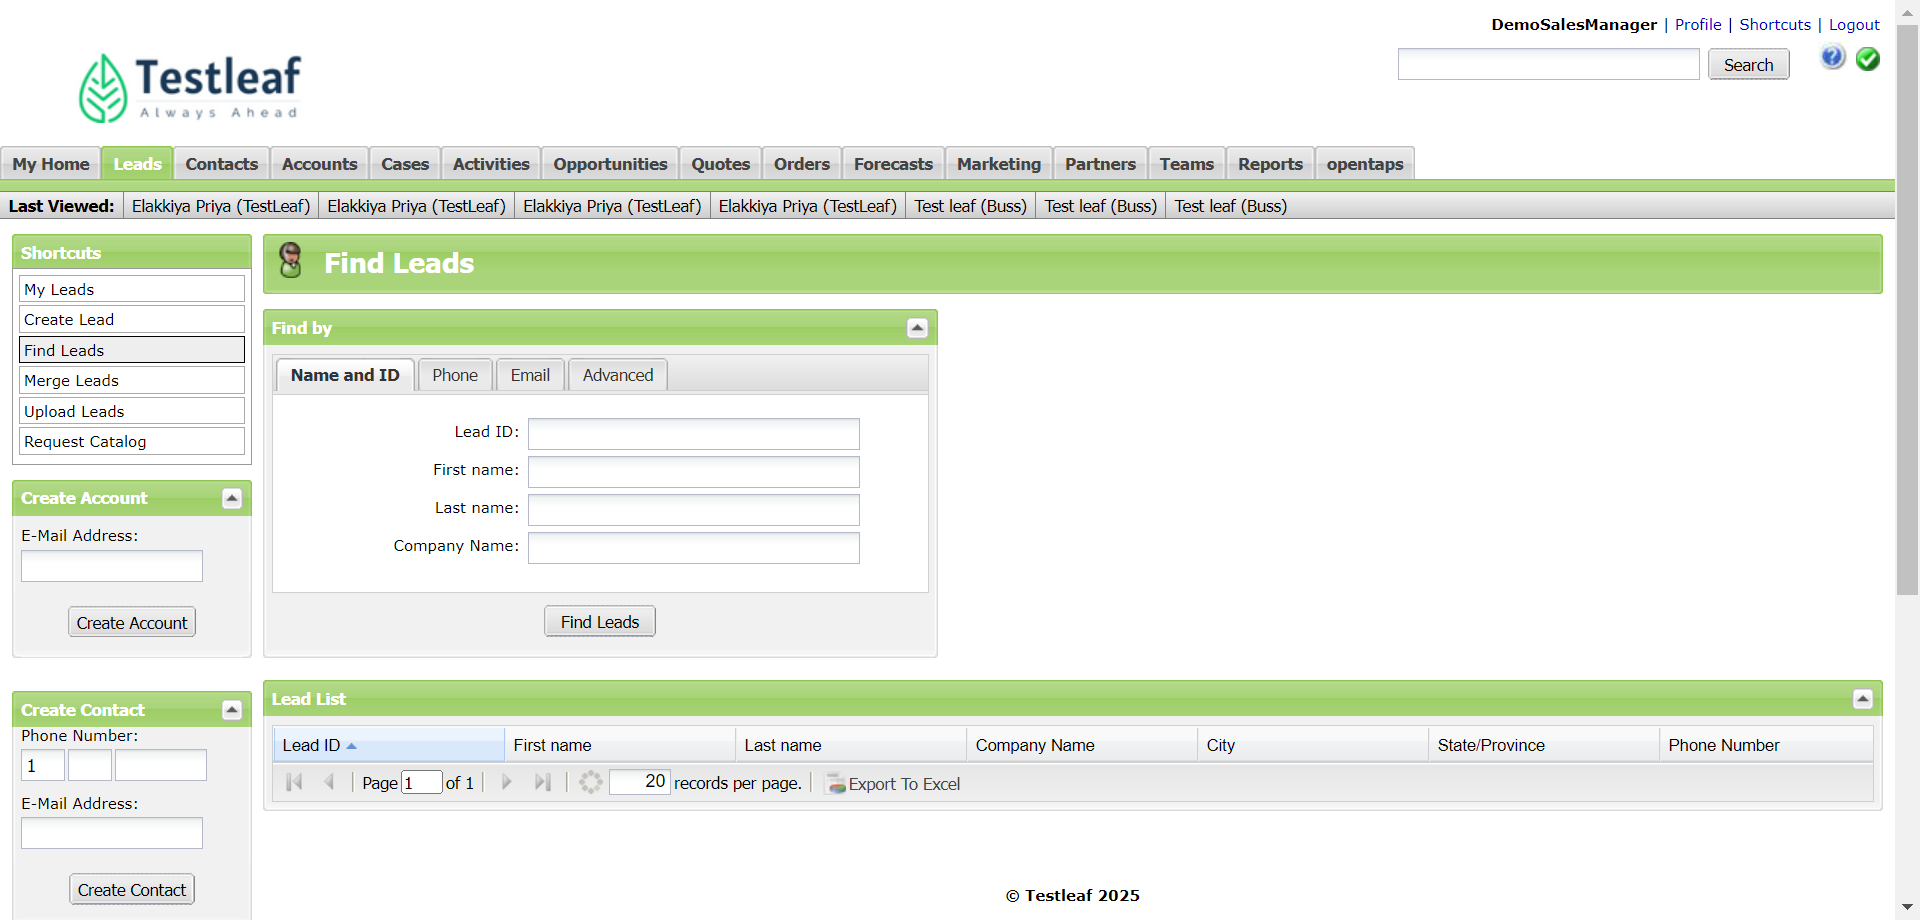 DemoSalesManager | Profile | Shortcuts | Logout
Search
Testleaf
Always Ahead
My Home Leads Contacts Accounts Cases Activities Opportunities Quotes Orders Forecasts Marketing Partners Teams Reports opentaps
Last Viewed: Elakkiya Priya (TestLeaf) Elakkiya Priya (TestLeaf) Elakkiya Priya (TestLeaf) Elakkiya Priya (TestLeaf) Test leaf (Buss) Test leaf (Buss) Test leaf (Buss)
Shortcuts
My Leads
Create Lead
Find Leads
Merge Leads
Upload Leads
Request Catalog
Create Account
E-Mail Address:
Create Account
Create Contact
Phone Number:
1
E-Mail Address:
Create Contact
Find Leads
Find by
Name and ID Phone Email Advanced
Lead ID:
First name:
Last name:
Company Name:
Find Leads
Lead List
Lead ID First name Last name Company Name City State/Province Phone Number
Page 1 of 1 20 records per page. Export To Excel
© Testleaf 2025